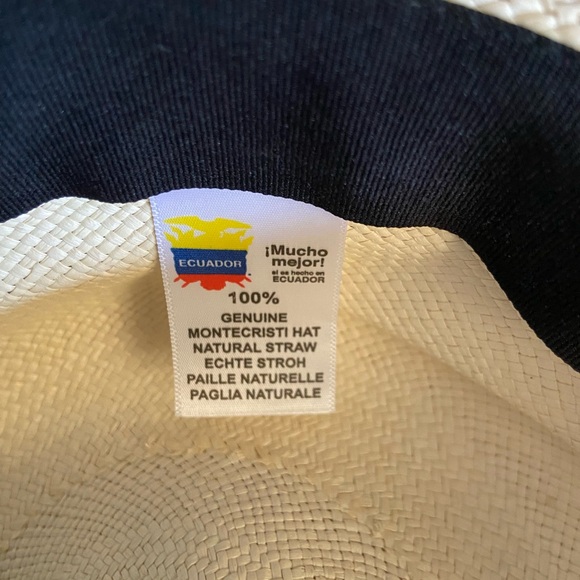 ECUADOR
¡Mucho
mejor!
si es hecho en
ECUADOR
100%
GENUINE
MONTECRISTI HAT
NATURAL STRAW
ECHTE STROH
PAILLE NATURELLE
PAGLIA NATURALE